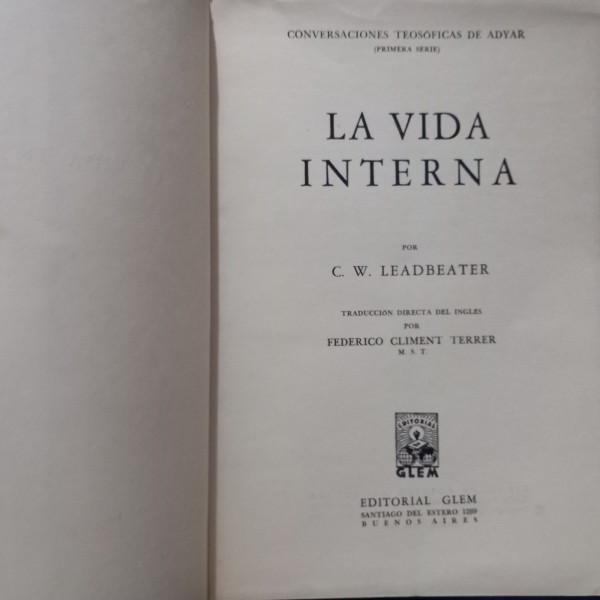 CONVERSACIONES TEOSÓFICAS DE ADYAR
(PRIMERA SERIE)
LA VIDA
INTERNA
POR
C. W. LEADBEATER
TRADUCCIÓN DIRECTA DEL INGLÉS
POR
FEDERICO CLIMENT TERRER
M. S. T.
EDITORIAL
GLEM
EDITORIAL GLEM
SANTIAGO DEL ESTERO 1269
BUENOS AIRES